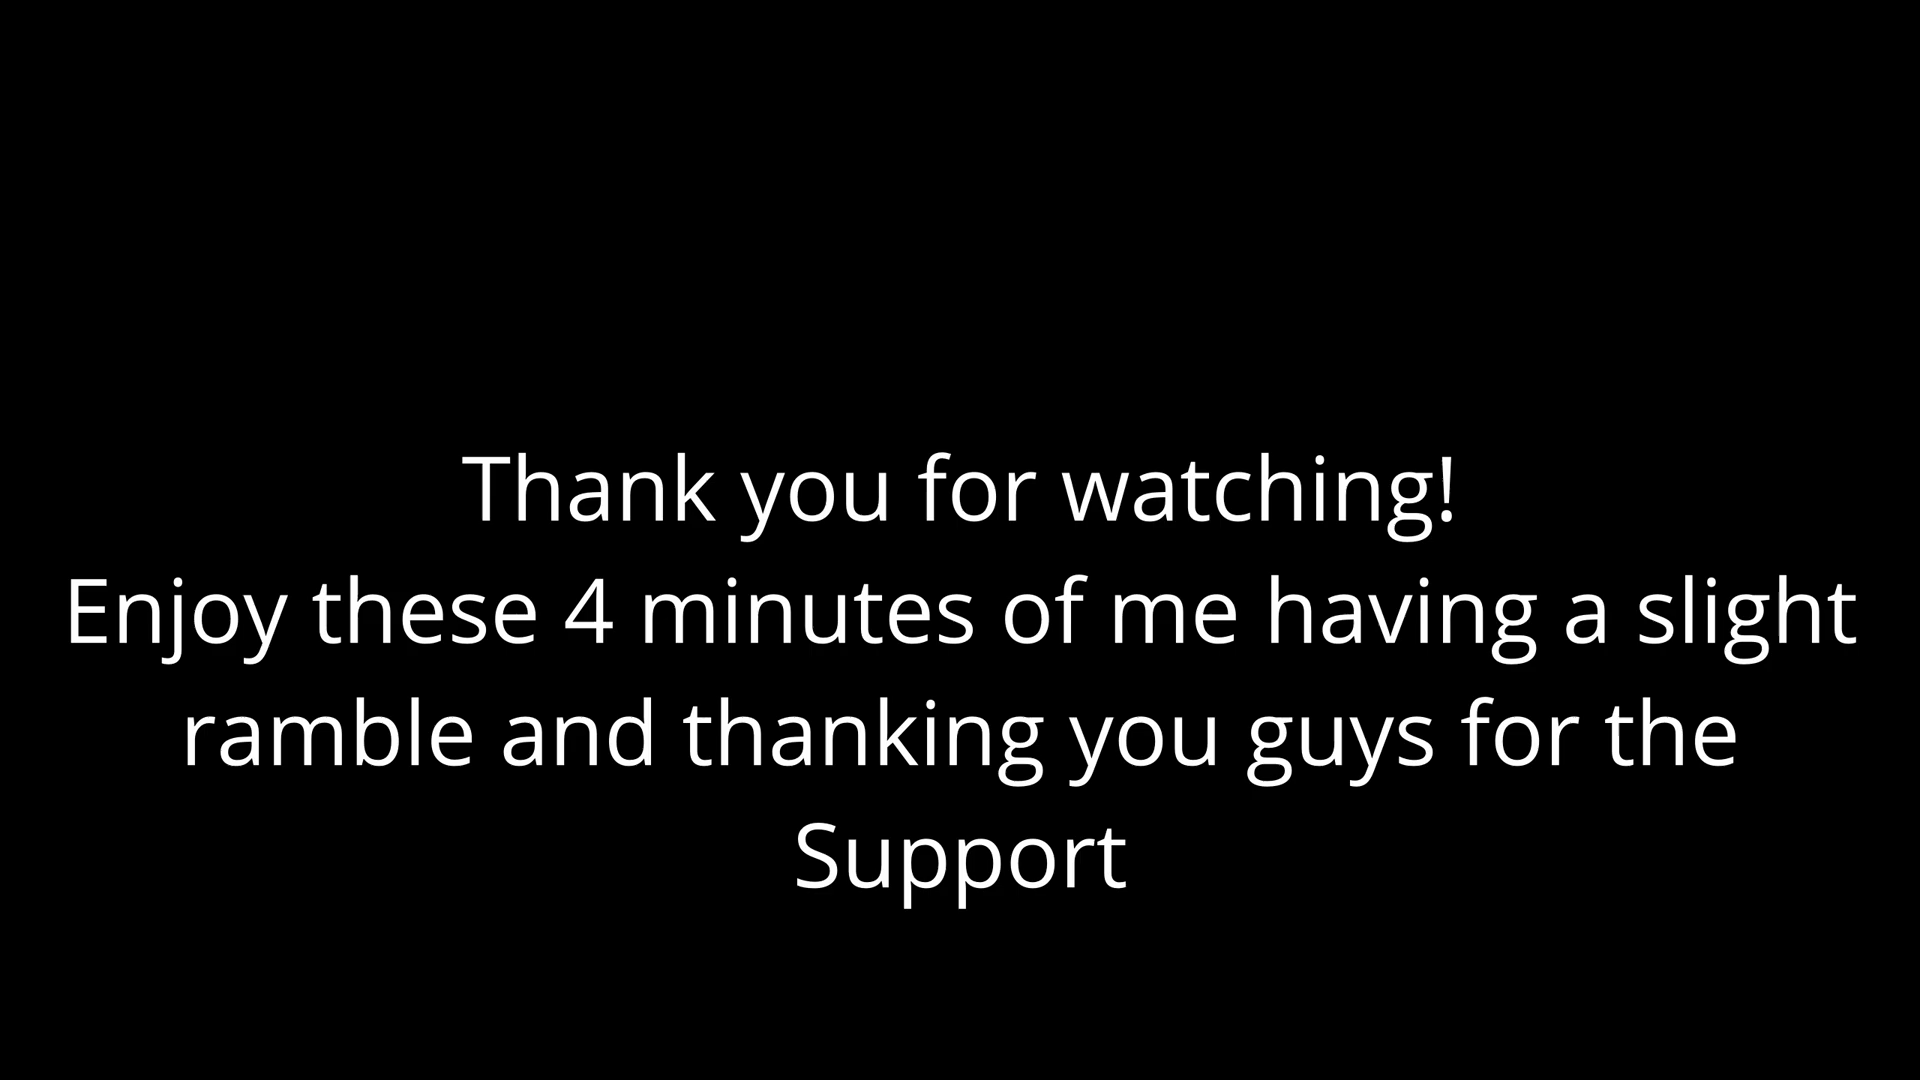 Thank you for watching!
Enjoy these 4 minutes of me having a slight
ramble and thanking you guys for the
Support